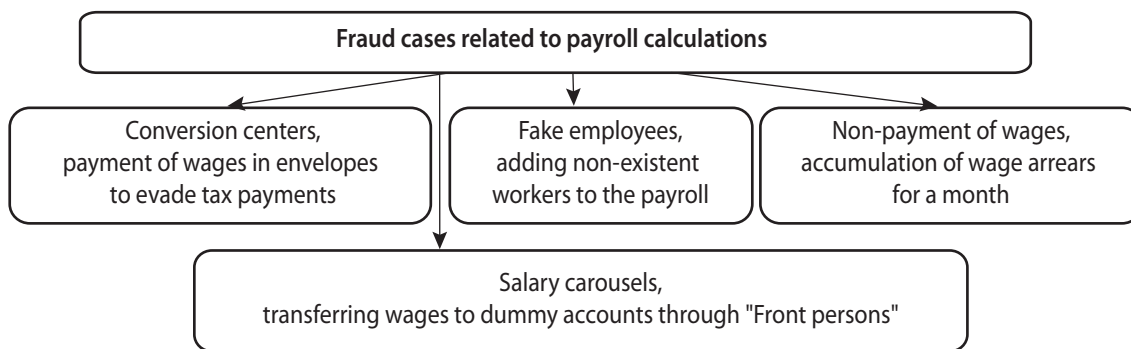 Fraud cases related to payroll calculations
Conversion centers,
payment of wages in envelopes
to evade tax payments
Fake employees,
adding non-existent
workers to the payroll
Non-payment of wages,
accumulation of wage arrears
for a month
Salary carousels,
transferring wages to dummy accounts through "Front persons"